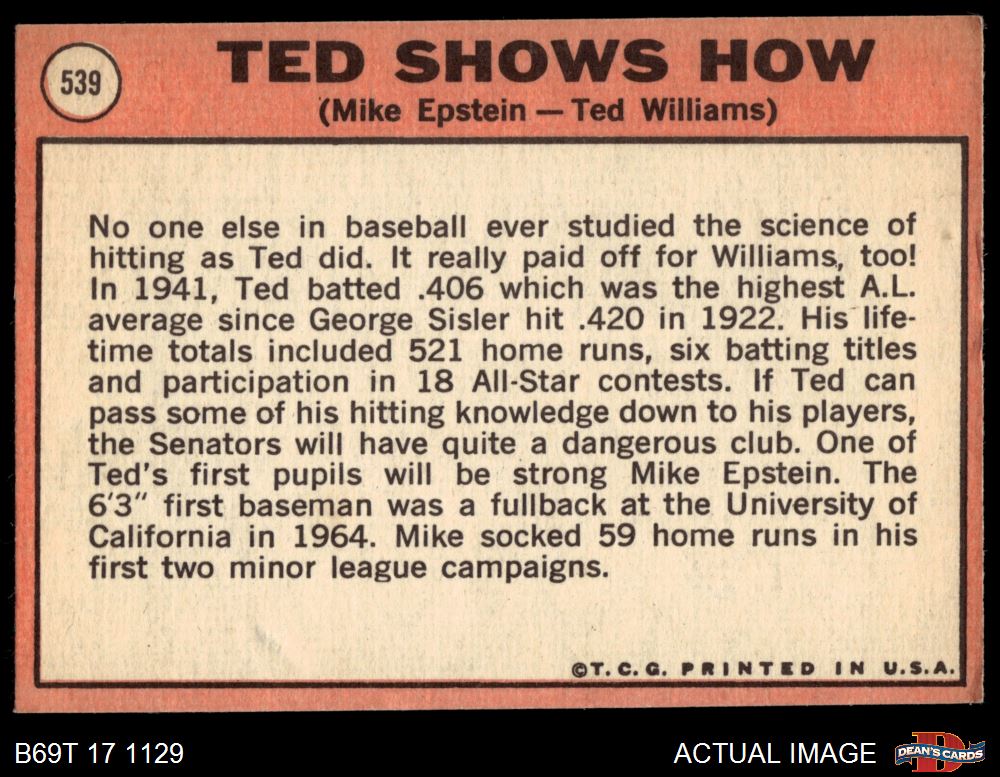 539
TED SHOWS HOW
(Mike Epstein — Ted Williams)
No one else in baseball ever studied the science of
hitting as Ted did. It really paid off for Williams, too!
In 1941, Ted batted .406 which was the highest A.L.
average since George Sisler hit .420 in 1922. His life-
time totals included 521 home runs, six batting titles
and participation in 18 All-Star contests. If Ted can
pass some of his hitting knowledge down to his players,
the Senators will have quite a dangerous club. One of
Ted's first pupils will be strong Mike Epstein. The
6'3" first baseman was a fullback at the University of
California in 1964. Mike socked 59 home runs in his
first two minor league campaigns.
©T.C.G. PRINTED IN U.S.A.
B69T 17 1129
ACTUAL IMAGE
D
DEAN'S CARDS